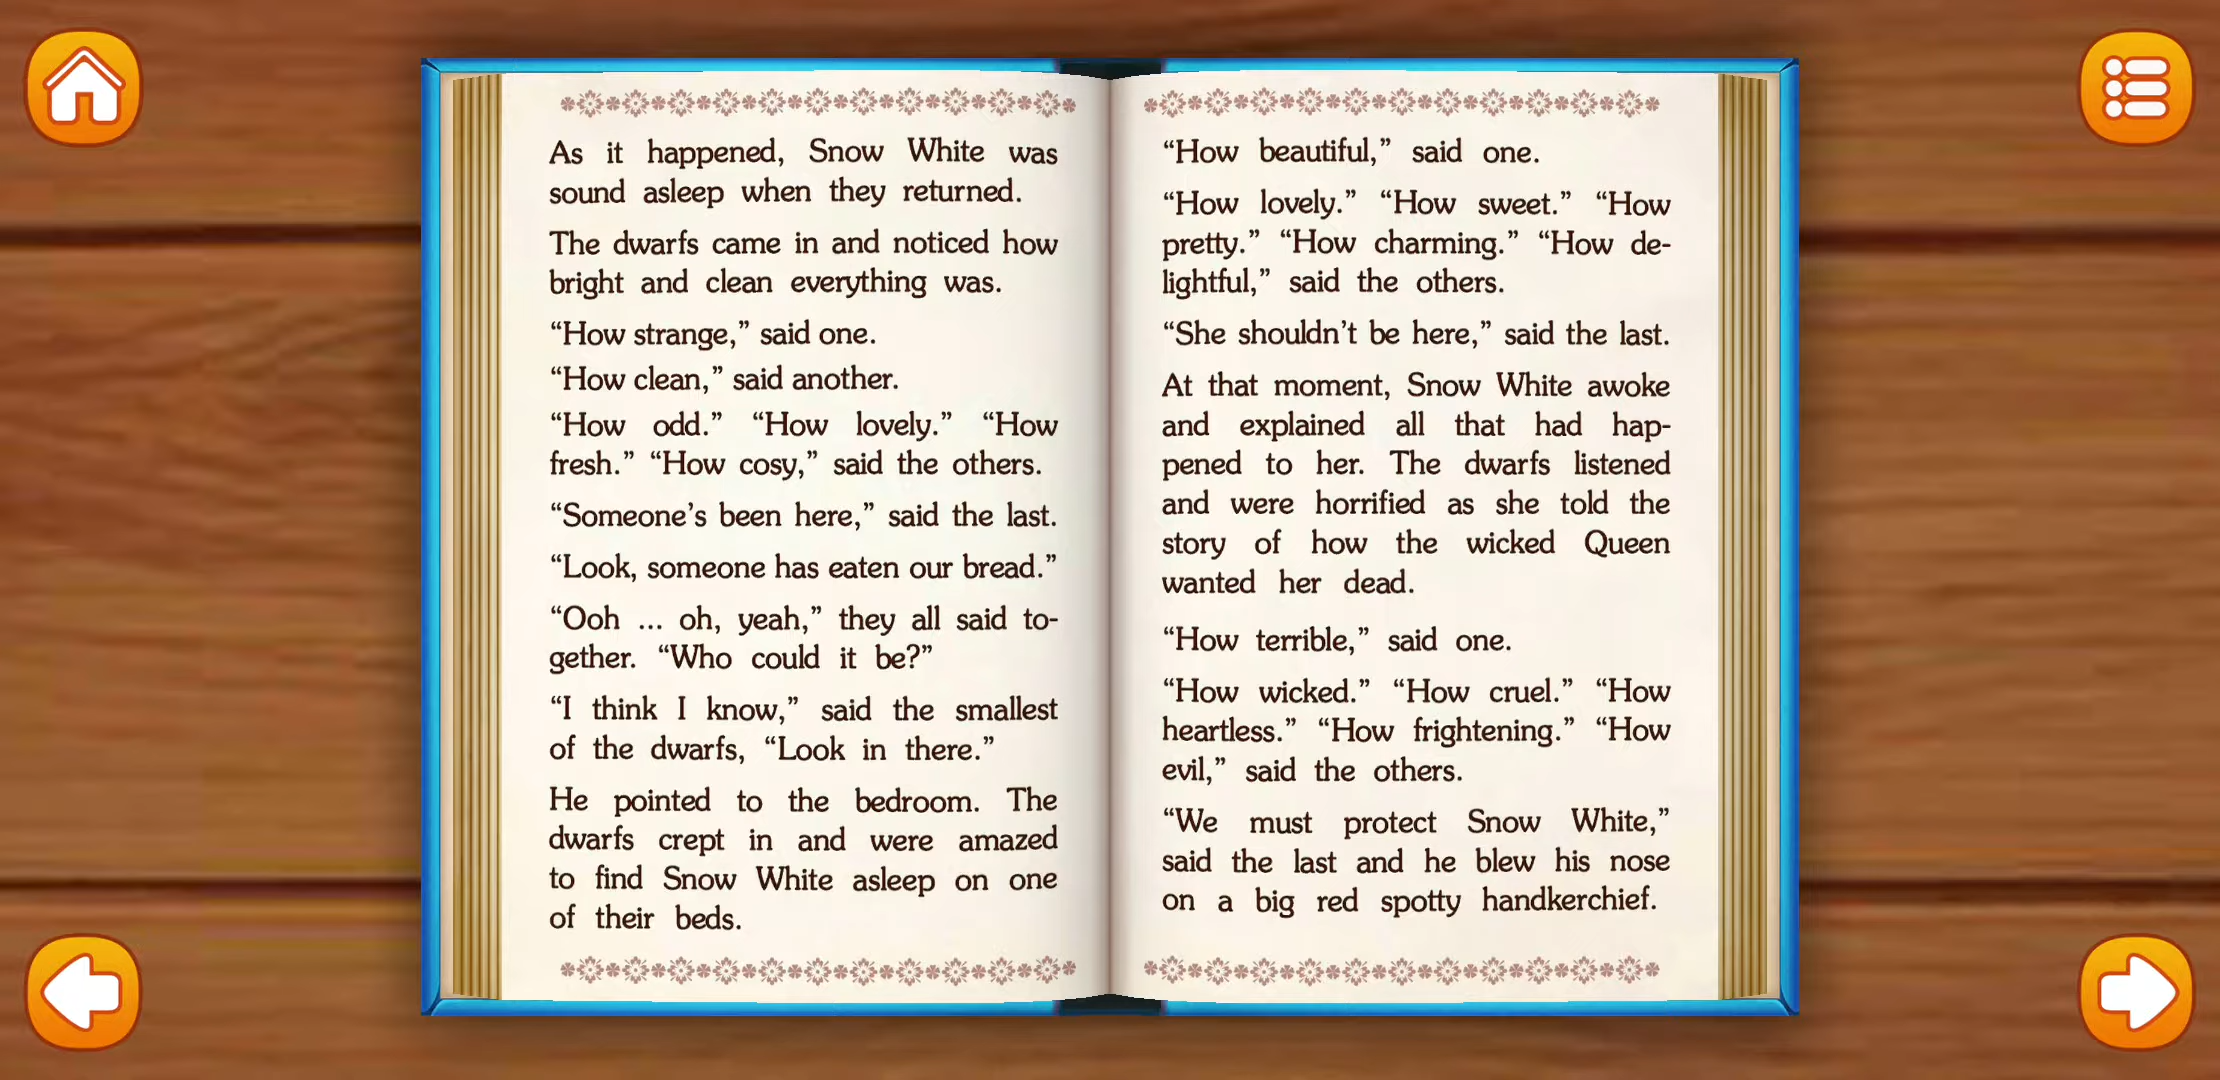 As it happened, Snow White was
sound asleep when they returned.
The dwarfs came in and noticed how
bright and clean everything was.
“How strange,” said one.
“How clean,” said another.
“How odd.” “How lovely.” “How
fresh.” “How cosy,” said the others.
“Someone’s been here,” said the last.
“Look, someone has eaten our bread.”
“Ooh ... oh, yeah,” they all said to-
gether. “Who could it be?”
“I think I know,” said the smallest
of the dwarfs, “Look in there.”
He pointed to the bedroom. The
dwarfs crept in and were amazed
to find Snow White asleep on one
of their beds.
“How beautiful,” said one.
“How lovely.” “How sweet.” “How
pretty.” “How charming.” “How de-
lightful,” said the others.
“She shouldn’t be here,” said the last.
At that moment, Snow White awoke
and explained all that had hap-
pened to her. The dwarfs listened
and were horrified as she told the
story of how the wicked Queen
wanted her dead.
“How terrible,” said one.
“How wicked.” “How cruel.” “How
heartless.” “How frightening.” “How
evil,” said the others.
“We must protect Snow White,”
said the last and he blew his nose
on a big red spotty handkerchief.